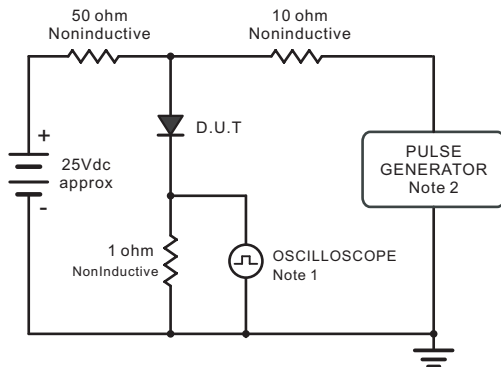 50 ohm
Noninductive
10 ohm
Noninductive
+
25Vdc
approx
-
D.U.T
PULSE
GENERATOR
Note 2
1 ohm
NonInductive
OSCILLOSCOPE
Note 1